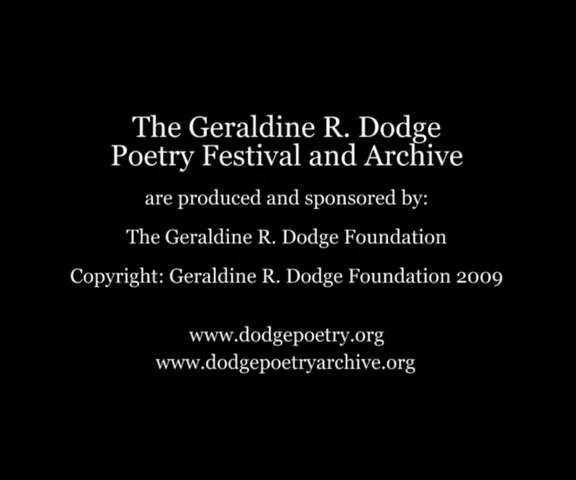 The Geraldine R. Dodge
Poetry Festival and Archive
are produced and sponsored by:
The Geraldine R. Dodge Foundation
Copyright: Geraldine R. Dodge Foundation 2009
www.dodgepoetry.org
www.dodgepoetryarchive.org